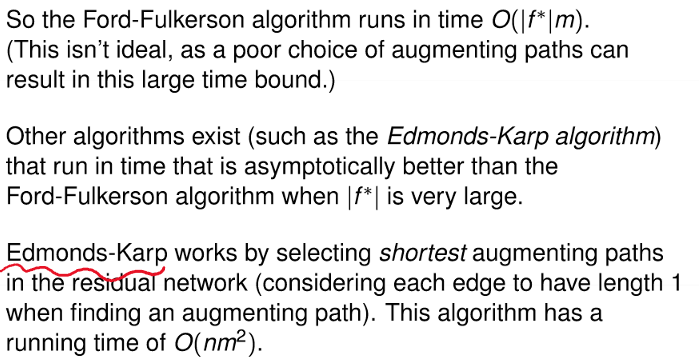 So the Ford-Fulkerson algorithm runs in time O(|f*|m).
(This isn't ideal, as a poor choice of augmenting paths can
result in this large time bound.)
Other algorithms exist (such as the Edmonds-Karp algorithm)
that run in time that is asymptotically better than the
Ford-Fulkerson algorithm when |f*| is very large.
Edmonds-Karp works by selecting shortest augmenting paths
in the residual network (considering each edge to have length 1
when finding an augmenting path). This algorithm has a
running time of O(nm²).